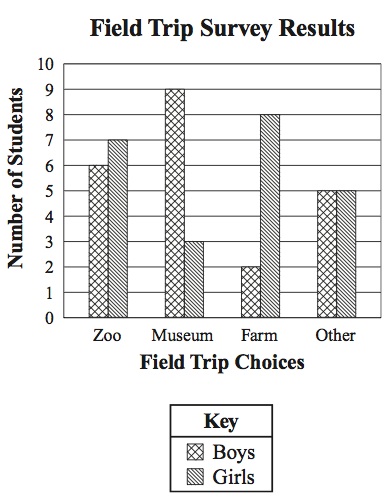 Field Trip Survey Results
Number of Students
10
9
8
7
6
5
4
3
2
1
0
Zoo Museum Farm Other
Field Trip Choices
Key
Boys
Girls